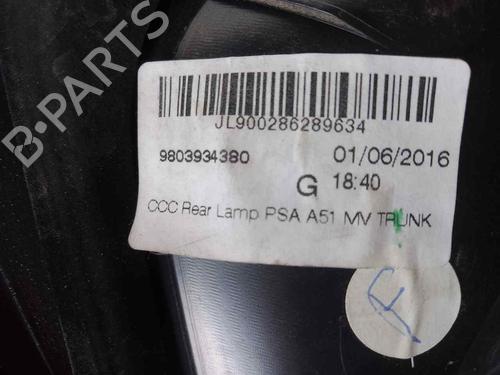 B-PARTS
JL900286289634
9803934380
01/06/2016
G 18:40
CCC Rear Lamp PSA A51 MV TRUNK